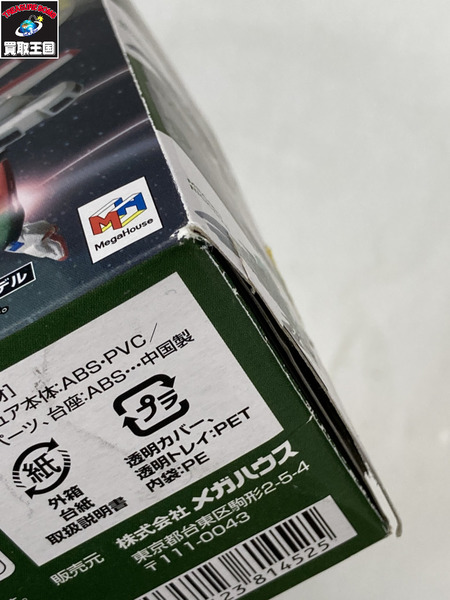 TREASURE
買取王国
MH
MegaHouse
デル
オ]
ュア本体:ABS・PVC/
パーツ、台座:ABS…中国製
紙
プラ
外箱
台紙
取扱説明書
透明カバー、
透明トレイ:PET
内袋:PE
販売元
株式会社 メガハウス
東京都台東区駒形2-5-4
〒111-0043
23 814525